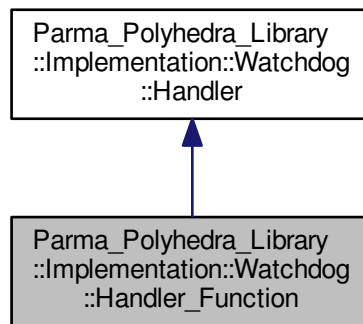 Parma_Polyhedra_Library
::Implementation::Watchdog
::Handler
Parma_Polyhedra_Library
::Implementation::Watchdog
::Handler_Function